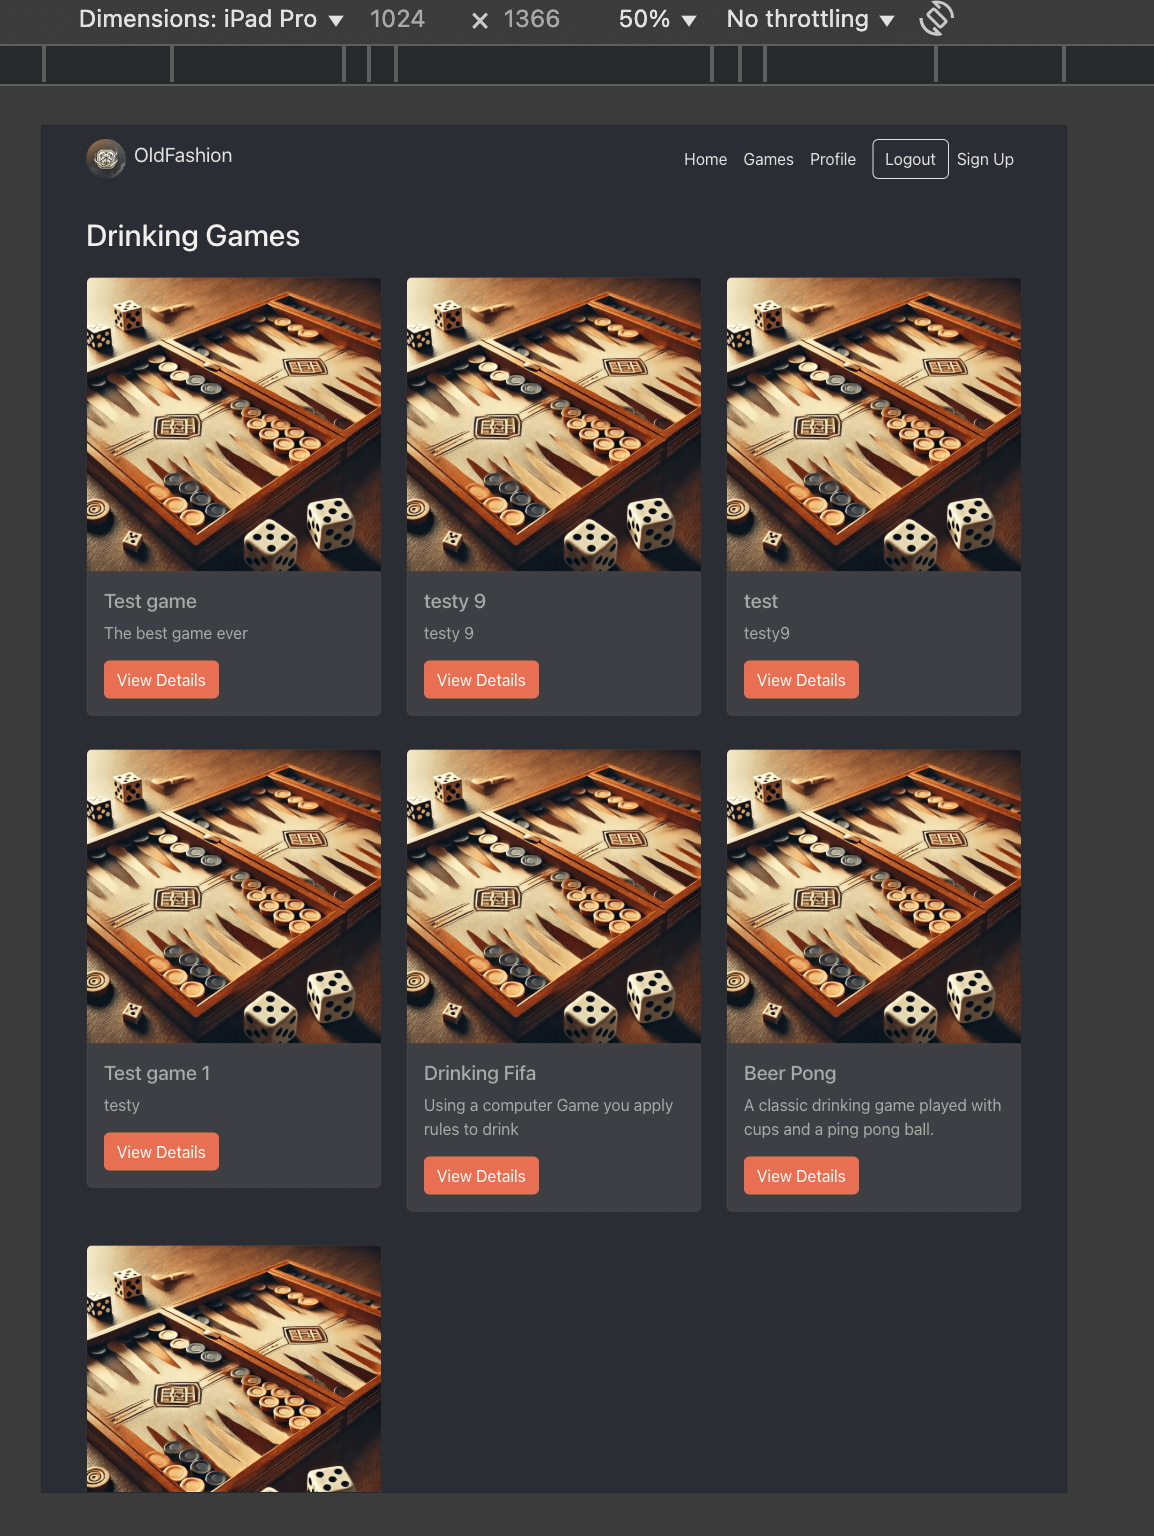 Dimensions: iPad Pro ▼ 1024 × 1366 50% ▼ No throttling ▼
OldFashion
Home Games Profile Logout Sign Up
Drinking Games
Test game
The best game ever
View Details
testy 9
testy 9
View Details
test
testy9
View Details
Test game 1
testy
View Details
Drinking Fifa
Using a computer Game you apply
rules to drink
View Details
Beer Pong
A classic drinking game played with
cups and a ping pong ball.
View Details